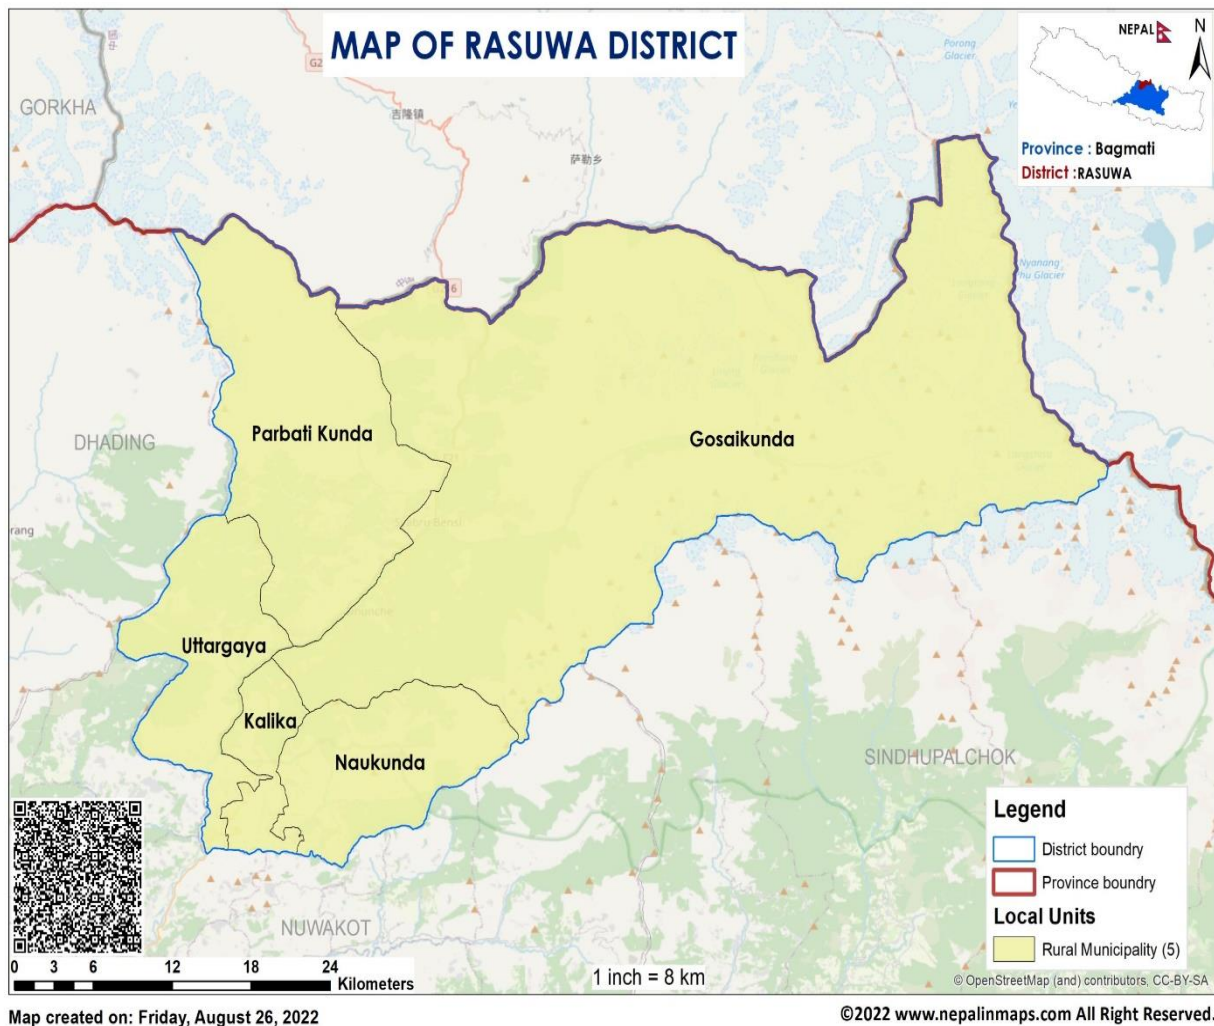 MAP OF RASUWA DISTRICT
NEPAL
N
Province : Bagmati
District :RASUWA
GORKHA
吉隆镇
萨勒乡
Porong
Glacier
Nyanang
Phu Glacier
6
Parbati Kunda
Gosaikunda
DHADING
Uttargaya
Kalika
Naukunda
SINDHUPALCHOK
NUWAKOT
Legend
District boundry
Province boundry
Local Units
Rural Municipality (5)
0 3 6 12 18 24
Kilometers
1 inch = 8 km
© OpenStreetMap (and) contributors, CC-BY-SA
Map created on: Friday, August 26, 2022
©2022 www.nepalinmaps.com All Right Reserved.